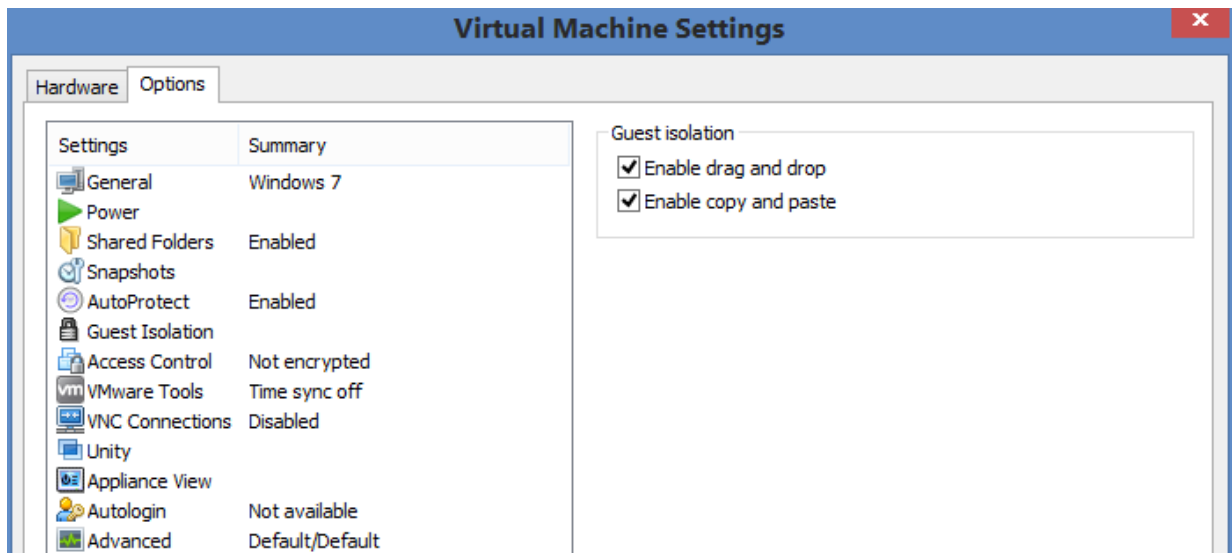 Virtual Machine Settings
x
Hardware Options
Settings Summary
General Windows 7
Power
Shared Folders Enabled
Snapshots
AutoProtect Enabled
Guest Isolation
Access Control Not encrypted
vm VMware Tools Time sync off
VNC Connections Disabled
Unity
Appliance View
Autologin Not available
Advanced Default/Default
Guest isolation
Enable drag and drop
Enable copy and paste